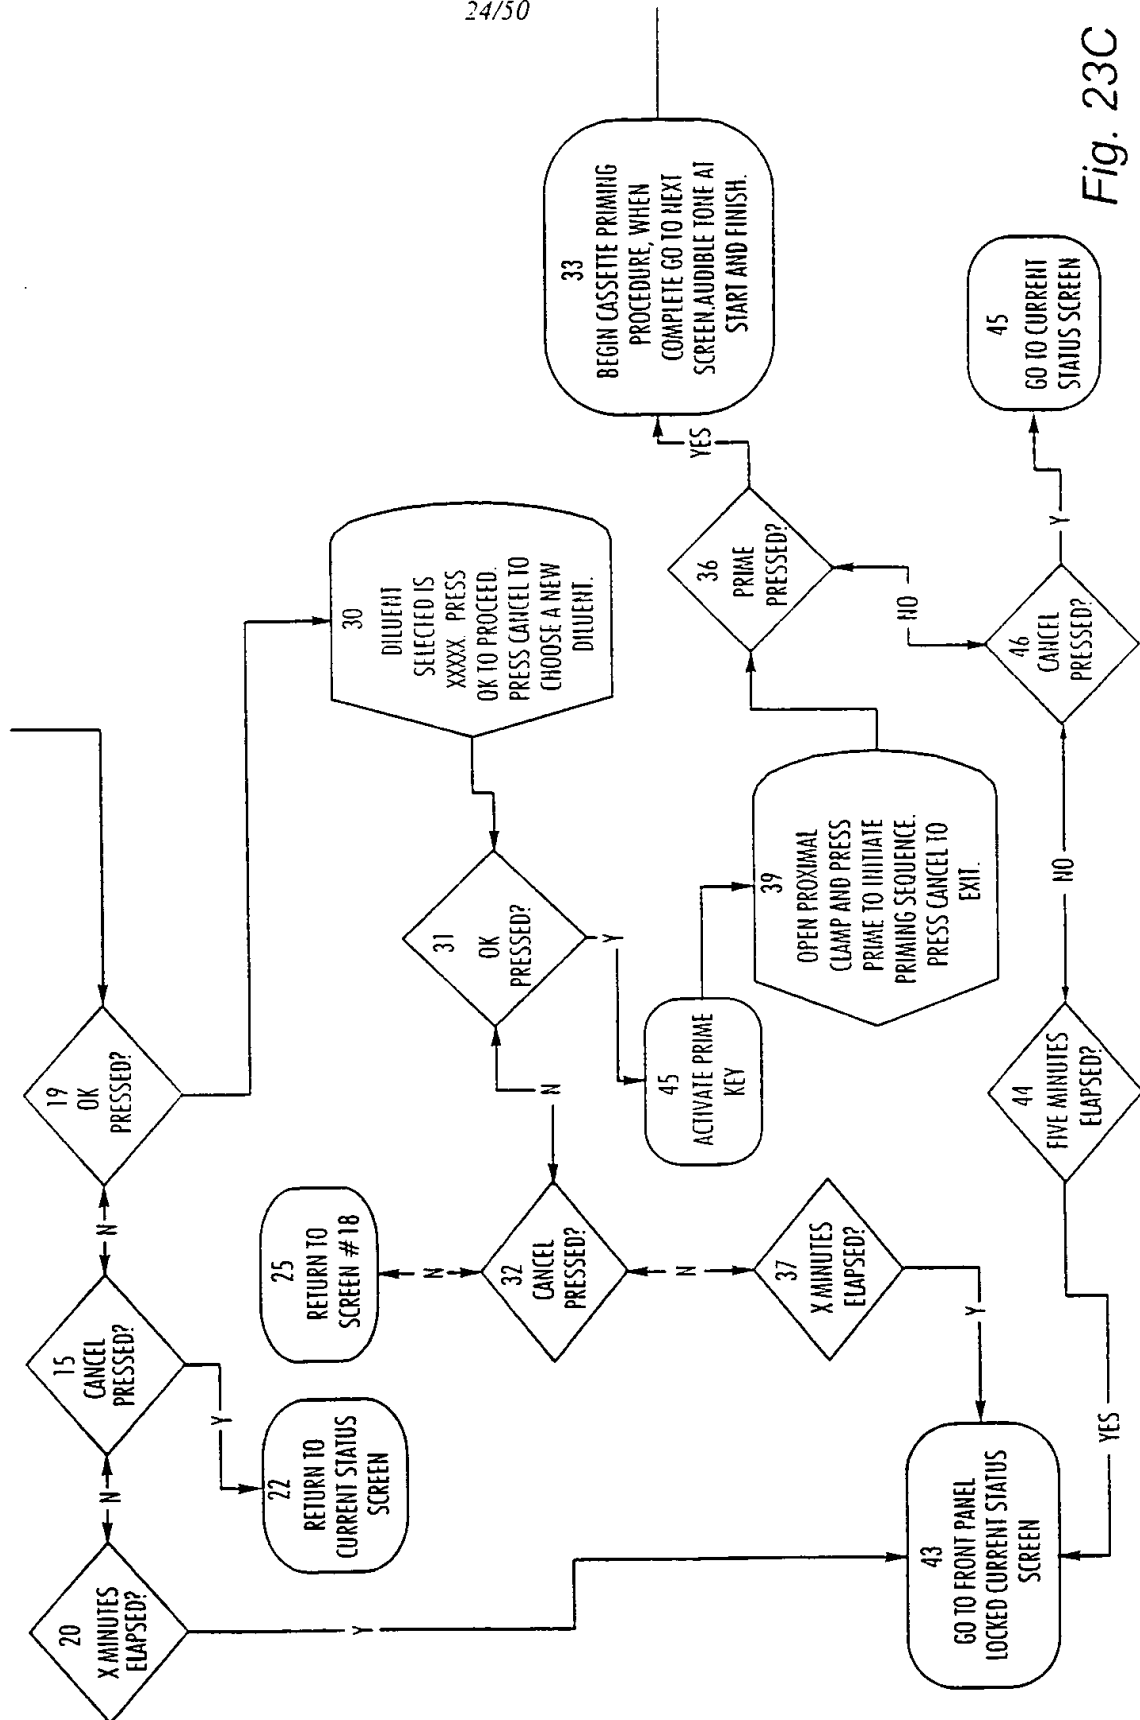 24/50
19
OK
PRESSED?
N
15
CANCEL
PRESSED?
N
20
X MINUTES
ELAPSED?
Y
22
RETURN TO
CURRENT STATUS
SCREEN
Y
30
DILUENT
SELECTED IS
XXXXX. PRESS
OK TO PROCEED.
PRESS CANCEL TO
CHOOSE A NEW
DILUENT.
31
OK
PRESSED?
N
Y
25
RETURN TO
SCREEN # 18
N
32
CANCEL
PRESSED?
N
37
X MINUTES
ELAPSED?
Y
45
ACTIVATE PRIME
KEY
39
OPEN PROXIMAL
CLAMP AND PRESS
PRIME TO INITIATE
PRIMING SEQUENCE.
PRESS CANCEL TO
EXIT.
36
PRIME
PRESSED?
YES
NO
33
BEGIN CASSETTE PRIMING
PROCEDURE, WHEN
COMPLETE GO TO NEXT
SCREEN.AUDIBLE TONE AT
START AND FINISH.
46
CANCEL
PRESSED?
Y
45
GO TO CURRENT
STATUS SCREEN
NO
44
FIVE MINUTES
ELAPSED?
YES
43
GO TO FRONT PANEL
LOCKED CURRENT STATUS
SCREEN
Fig. 23C